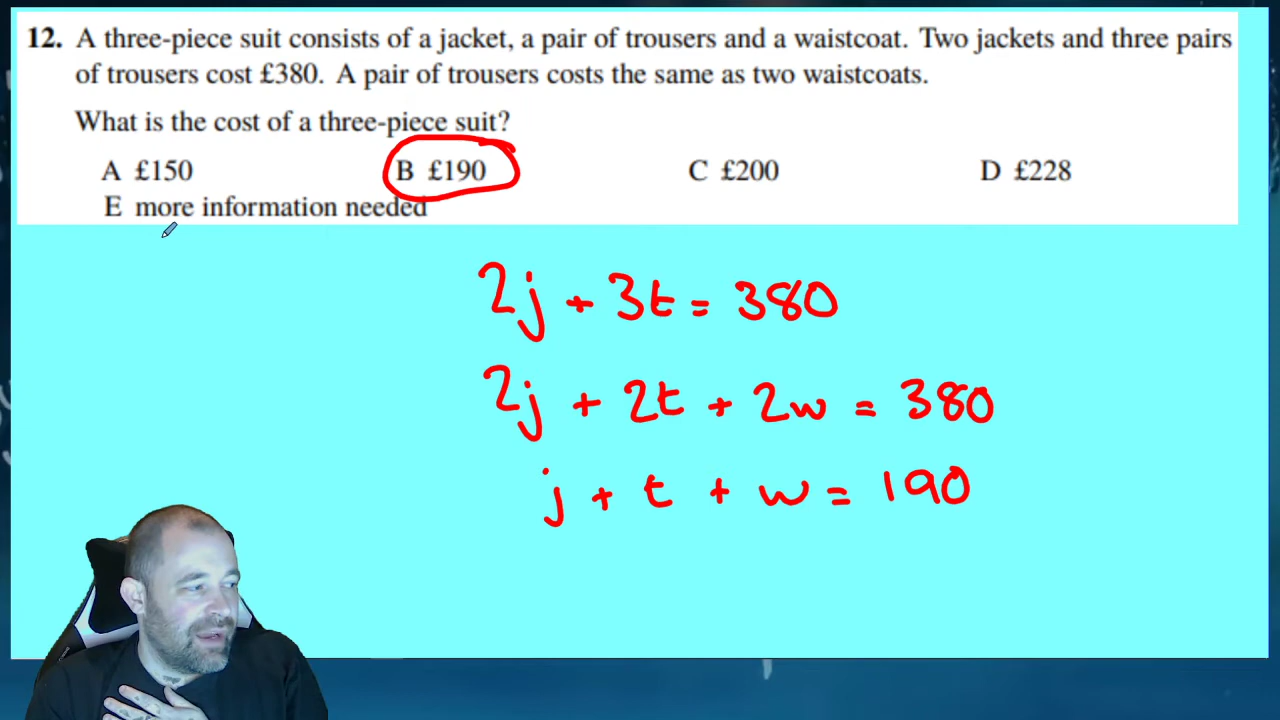 12. A three-piece suit consists of a jacket, a pair of trousers and a waistcoat. Two jackets and three pairs
of trousers cost £380. A pair of trousers costs the same as two waistcoats.
What is the cost of a three-piece suit?
A £150 B £190 C £200 D £228
E more information needed
2j + 3t = 380
2j + 2t + 2w = 380
j + t + w = 190